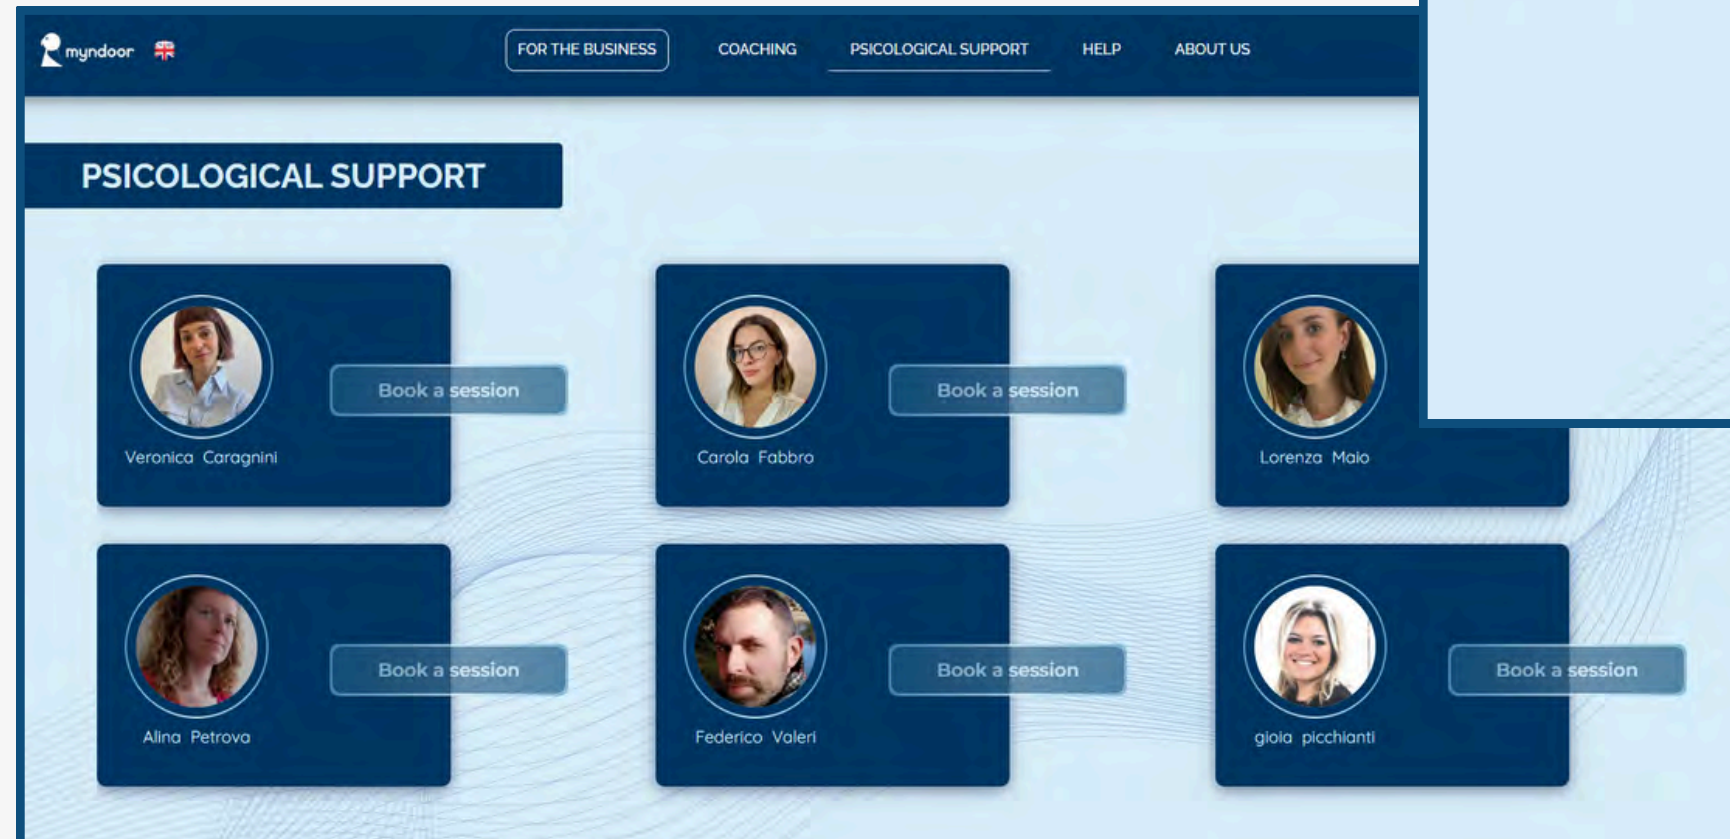 myndoor
FOR THE BUSINESS
COACHING
PSICOLOGICAL SUPPORT
HELP
ABOUT US
PSICOLOGICAL SUPPORT
Book a session
Book a session
Veronica Caragnini
Carola Fabbro
Lorenza Maio
Book a session
Book a session
Book a session
Alina Petrova
Federico Valeri
gioia picchianti